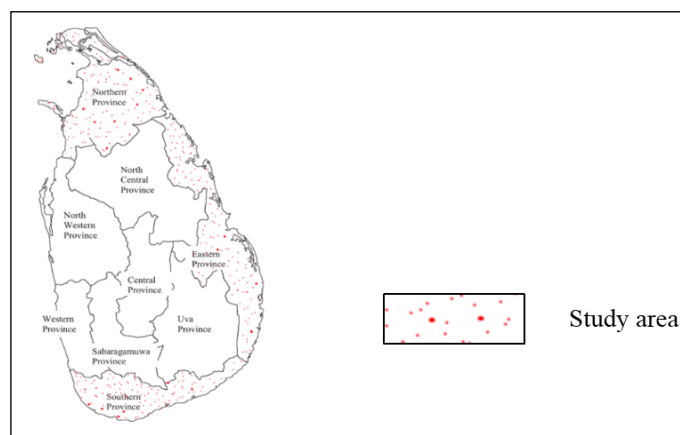 Northern
Province
North
Central
Province
North
Western
Province
Eastern
Province
Central
Province
Western
Province
Uva
Province
Sabaragamuwa
Province
Southern
Province
Study area